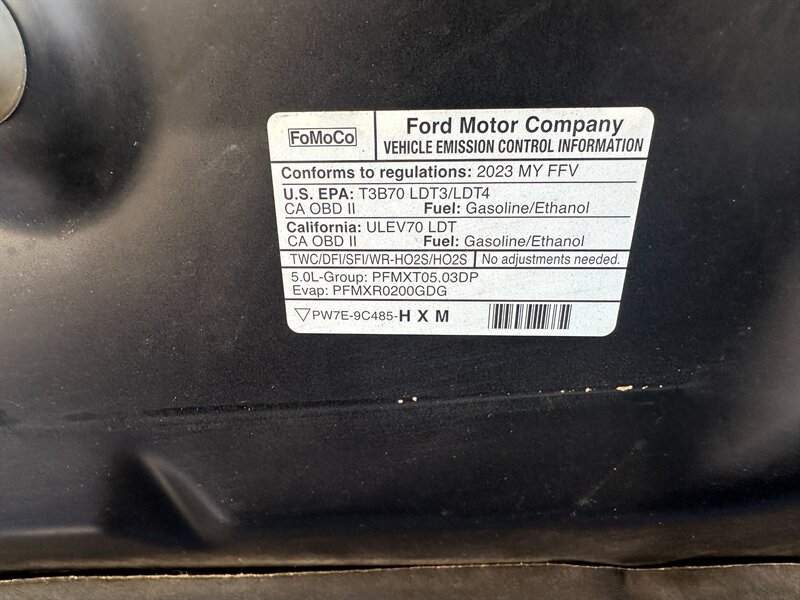 FoMoCo
Ford Motor Company
VEHICLE EMISSION CONTROL INFORMATION
Conforms to regulations: 2023 MY FFV
U.S. EPA: T3B70 LDT3/LDT4
CA OBD II Fuel: Gasoline/Ethanol
California: ULEV70 LDT
CA OBD II Fuel: Gasoline/Ethanol
TWC/DFI/SFI/WR-HO2S/HO2S No adjustments needed.
5.0L-Group: PFMXT05.03DP
Evap: PFMXR0200GDG
PW7E-9C485-H X M